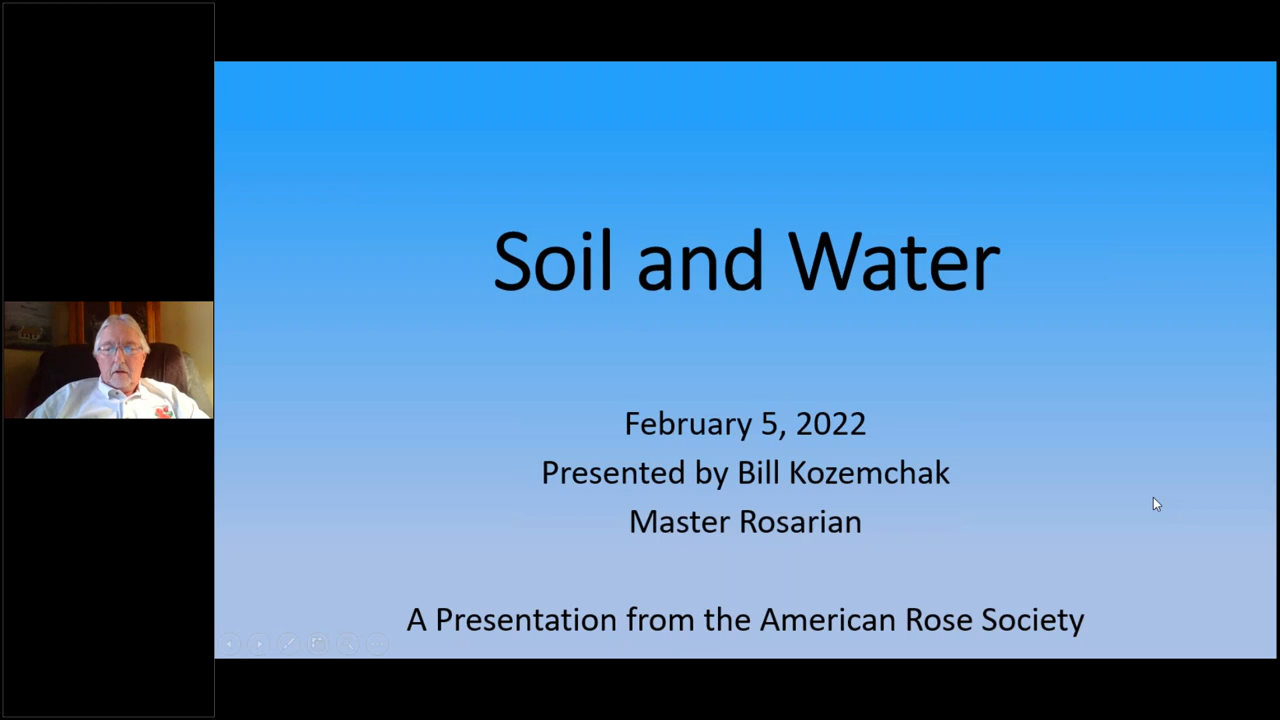 Soil and Water
February 5, 2022
Presented by Bill Kozemchak
Master Rosarian
A Presentation from the American Rose Society